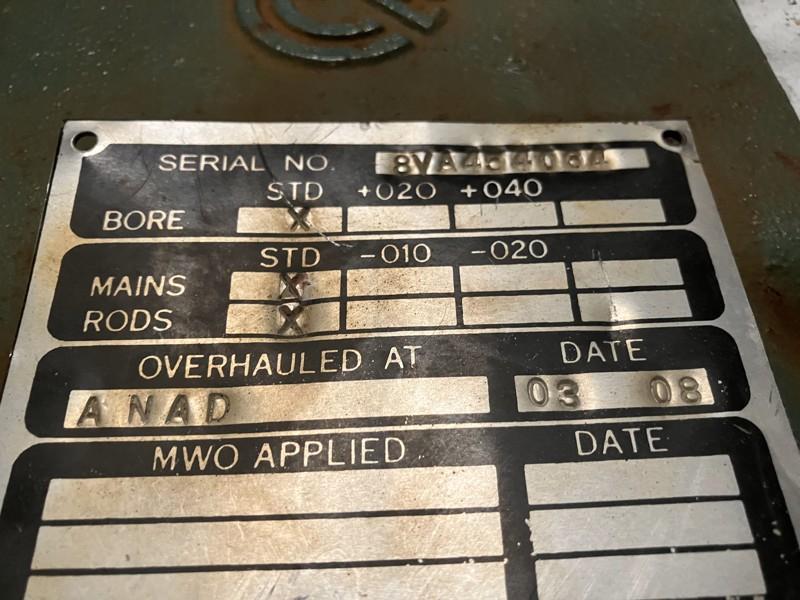 SERIAL NO. 8VA454064
STD +020 +040
BORE X
STD -010 -020
MAINS X
RODS X
OVERHAULED AT DATE
ANAD 03 08
MWO APPLIED DATE